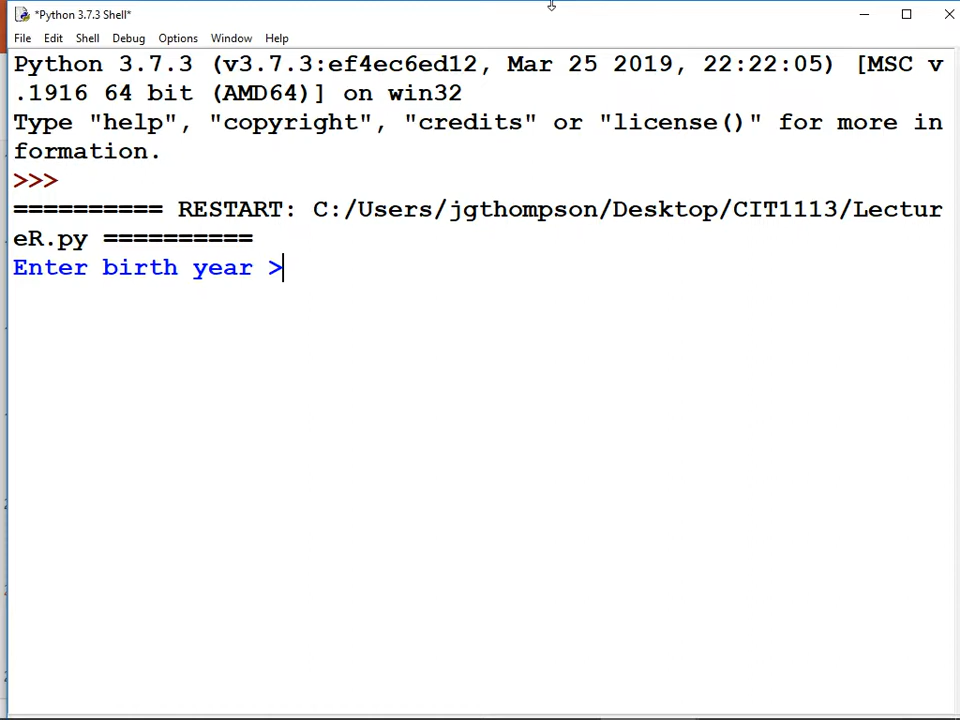 *Python 3.7.3 Shell*
File Edit Shell Debug Options Window Help
Python 3.7.3 (v3.7.3:ef4ec6ed12, Mar 25 2019, 22:22:05) [MSC v
.1916 64 bit (AMD64)] on win32
Type "help", "copyright", "credits" or "license()" for more in
formation.
>>>
========== RESTART: C:/Users/jgthompson/Desktop/CIT1113/Lectur
eR.py ==========
Enter birth year >